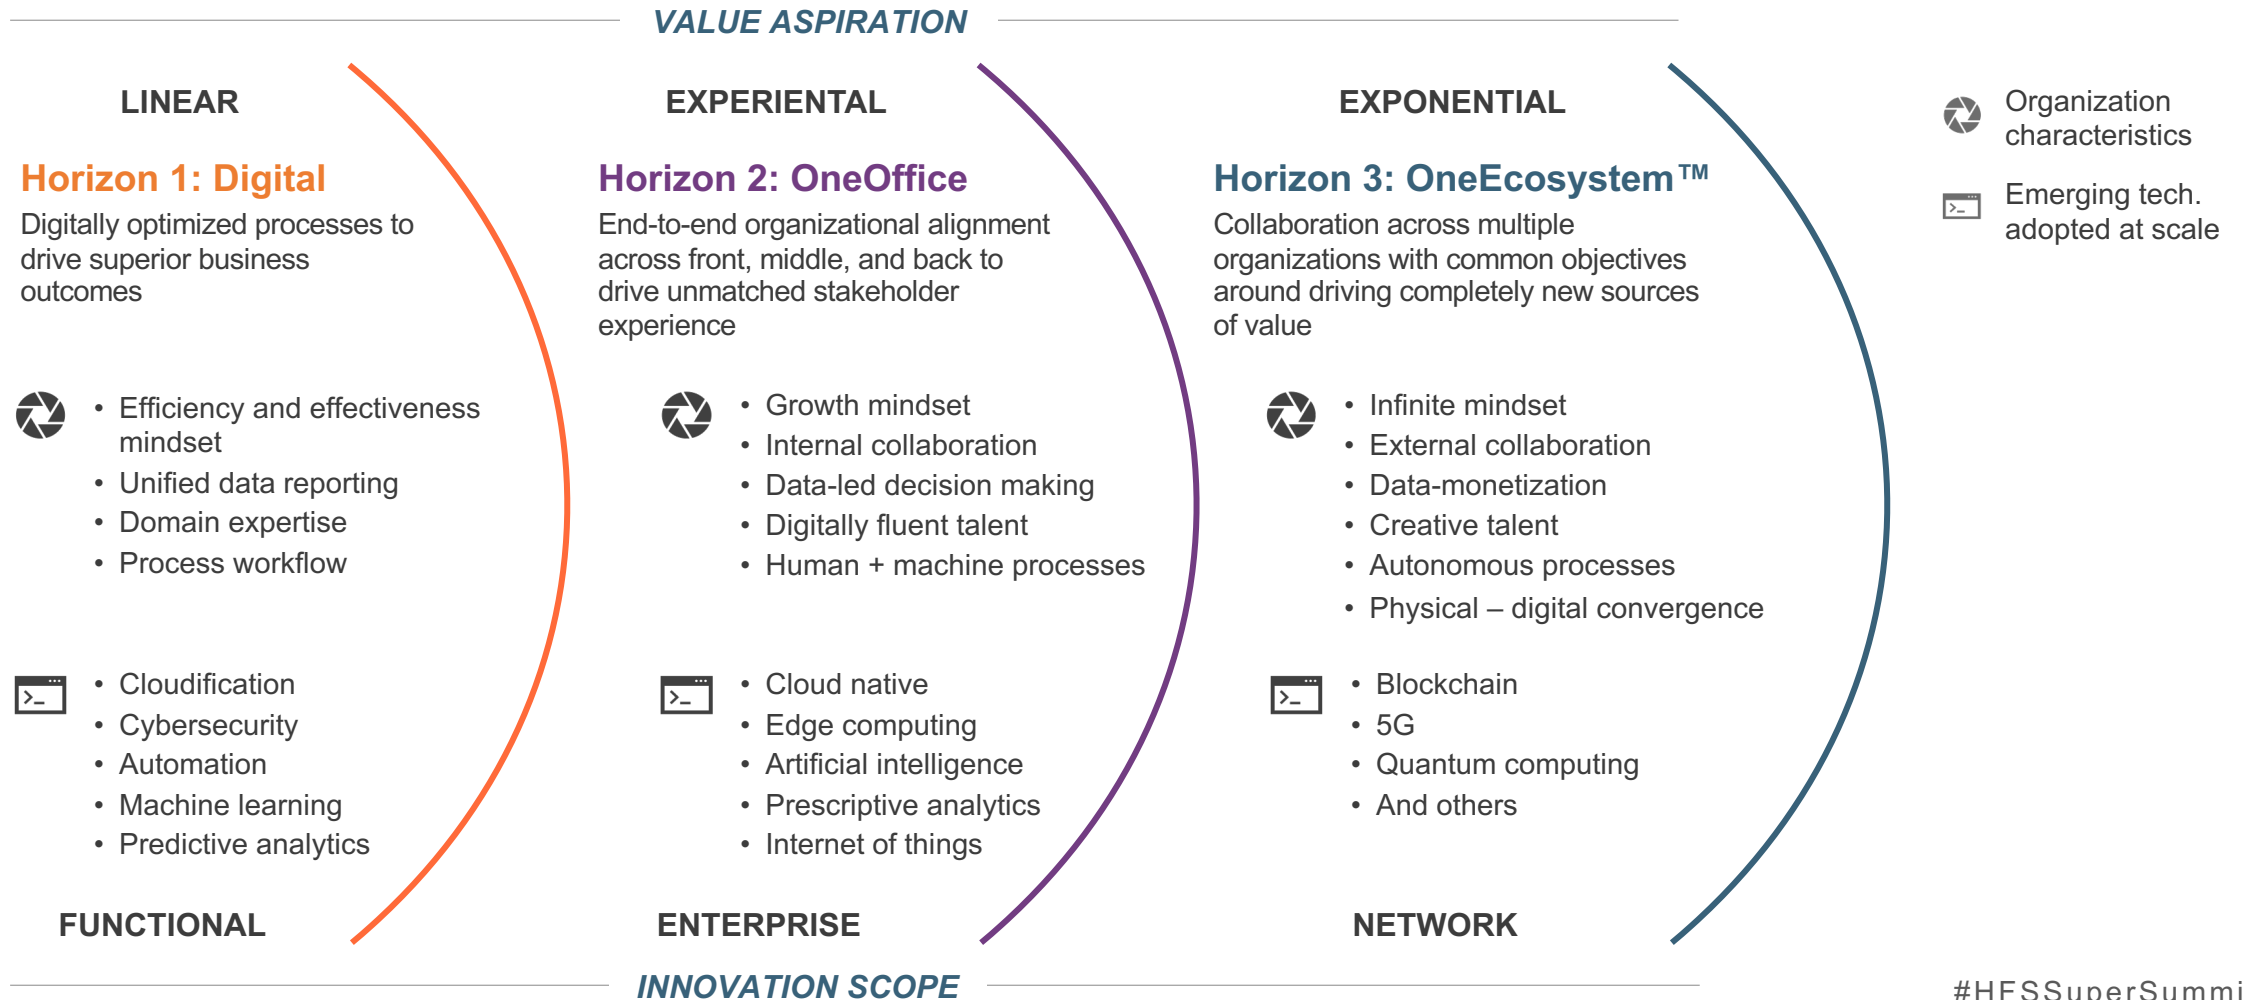 VALUE ASPIRATION
LINEAR
Horizon 1: Digital
Digitally optimized processes to
drive superior business
outcomes
• Efficiency and effectiveness
mindset
• Unified data reporting
• Domain expertise
• Process workflow
• Cloudification
• Cybersecurity
• Automation
• Machine learning
• Predictive analytics
FUNCTIONAL
EXPERIENTAL
Horizon 2: OneOffice
End-to-end organizational alignment
across front, middle, and back to
drive unmatched stakeholder
experience
• Growth mindset
• Internal collaboration
• Data-led decision making
• Digitally fluent talent
• Human + machine processes
• Cloud native
• Edge computing
• Artificial intelligence
• Prescriptive analytics
• Internet of things
ENTERPRISE
EXPONENTIAL
Horizon 3: OneEcosystem™
Collaboration across multiple
organizations with common objectives
around driving completely new sources
of value
• Infinite mindset
• External collaboration
• Data-monetization
• Creative talent
• Autonomous processes
• Physical – digital convergence
• Blockchain
• 5G
• Quantum computing
• And others
NETWORK
Organization
characteristics
Emerging tech.
adopted at scale
INNOVATION SCOPE
#HFSSuperSummi